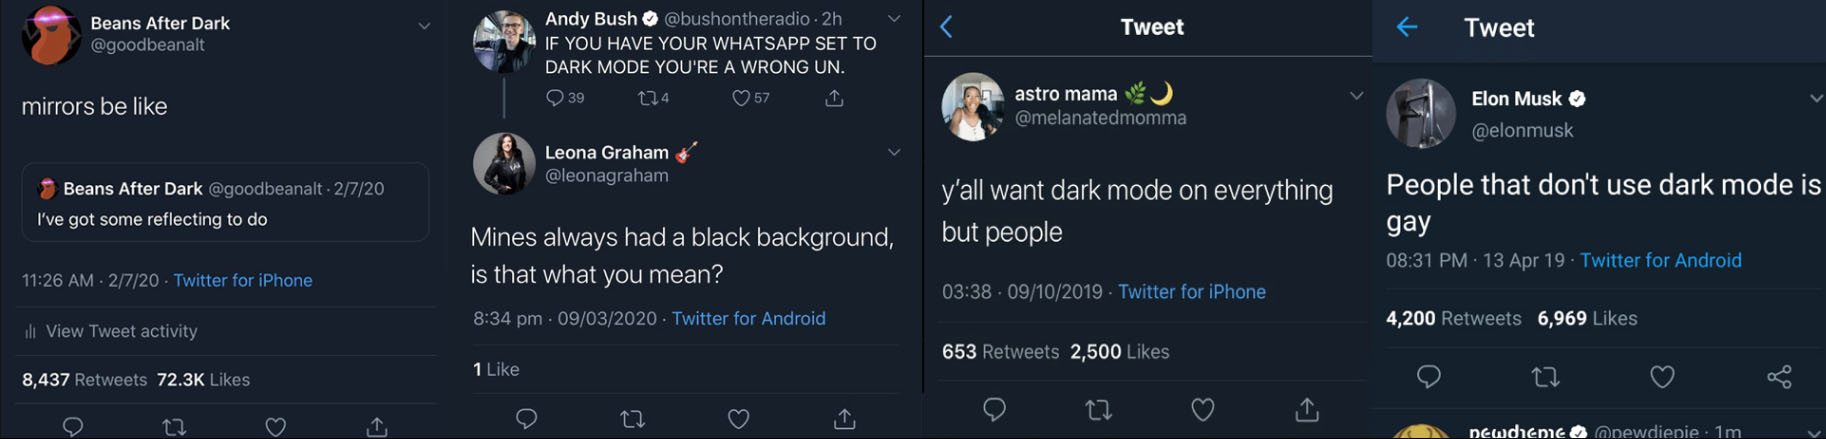 Beans After Dark
@goodbeanalt
mirrors be like
Beans After Dark @goodbeanalt · 2/7/20
I've got some reflecting to do
11:26 AM · 2/7/20 · Twitter for iPhone
View Tweet activity
8,437 Retweets 72.3K Likes
Andy Bush @bushontheradio · 2h
IF YOU HAVE YOUR WHATSAPP SET TO
DARK MODE YOU'RE A WRONG UN.
39 4 57
Leona Graham 🎸
@leonagraham
Mines always had a black background,
is that what you mean?
8:34 pm · 09/03/2020 · Twitter for Android
1 Like
Tweet
astro mama 🌿🌙
@melanatedmomma
y'all want dark mode on everything
but people
03:38 · 09/10/2019 · Twitter for iPhone
653 Retweets 2,500 Likes
Tweet
Elon Musk
@elonmusk
People that don't use dark mode is
gay
08:31 PM · 13 Apr 19 · Twitter for Android
4,200 Retweets 6,969 Likes
ρєω∂ιєριє @pewdiepie · 1m